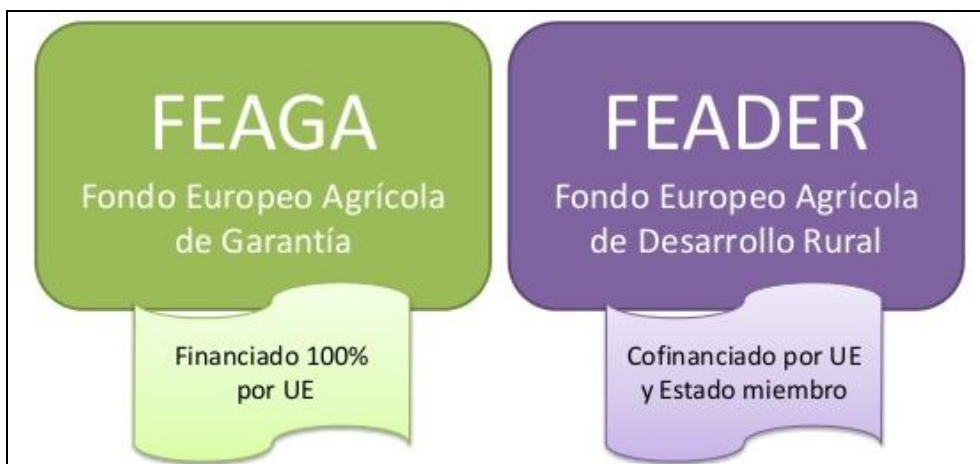 FEAGA
Fondo Europeo Agrícola
de Garantía
Financiado 100%
por UE
FEADER
Fondo Europeo Agrícola
de Desarrollo Rural
Cofinanciado por UE
y Estado miembro